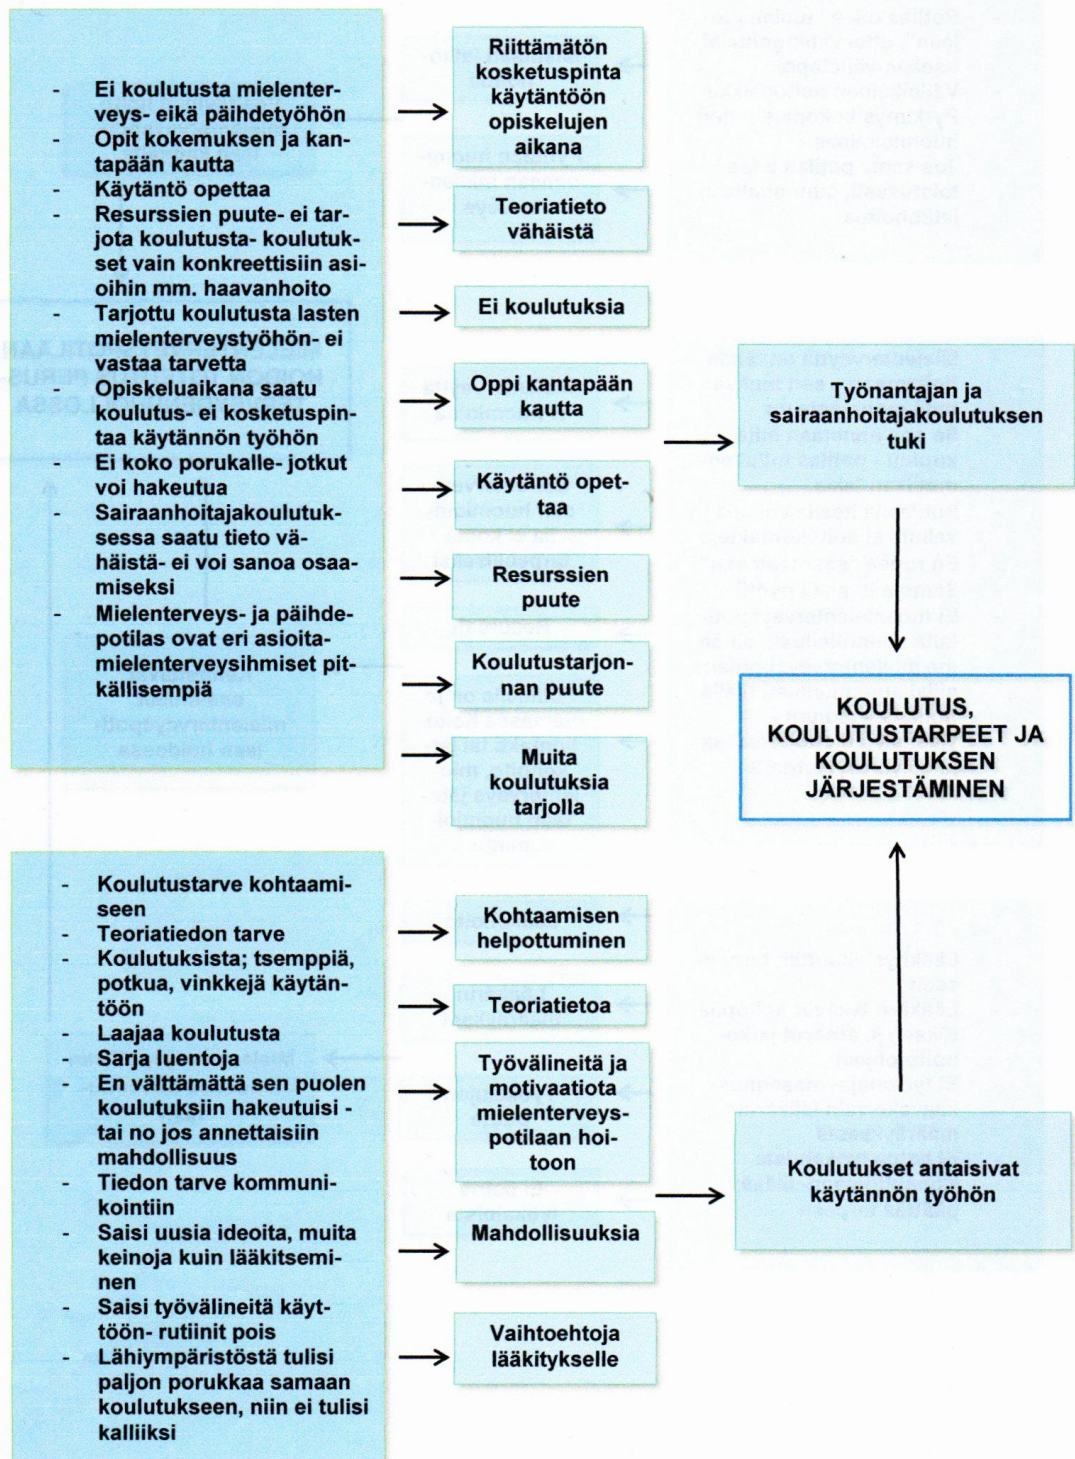 - Ei koulutusta mielenter-
veys- eikä päihdetyöhön
- Opit kokemuksen ja kan-
tapään kautta
- Käytäntö opettaa
- Resurssien puute- ei tar-
jota koulutusta- koulutuk-
set vain konkreettisiin asi-
oihin mm. haavanhoito
- Tarjottu koulutusta lasten
mielenterveystyöhön- ei
vastaa tarvetta
- Opiskeluaikana saatu
koulutus- ei kosketuspin-
taa käytännön työhön
- Ei koko porukalle- jotkut
voi hakeutua
- Sairaanhoitajakoulutuk-
sessa saatu tieto vä-
häistä- ei voi sanoa osaa-
miseksi
- Mielenterveys- ja päihde-
potilas ovat eri asioita-
mielenterveysihmiset pit-
källisempiä
Riittämätön
kosketuspinta
käytäntöön
opiskelujen
aikana
Teoriatieto
vähäistä
Ei koulutuksia
Oppi kantapään
kautta
Käytäntö opet-
taa
Resurssien
puute
Koulutustarjon-
nan puute
Muita
koulutuksia
tarjolla
Työnantajan ja
sairaanhoitajakoulutuksen
tuki
KOULUTUS,
KOULUTUSTARPEET JA
KOULUTUKSEN
JÄRJESTÄMINEN
- Koulutustarve kohtaami-
seen
- Teoriatiedon tarve
- Koulutuksista; tsemppiä,
potkua, vinkkejä käytän-
töön
- Laajaa koulutusta
- Sarja luentoja
- En välttämättä sen puolen
koulutuksiin hakeutuisi -
tai no jos annettaisiin
mahdollisuus
- Tiedon tarve kommuni-
kointiin
- Saisi uusia ideoita, muita
keinoja kuin lääkitsemi-
nen
- Saisi työvälineitä käyt-
töön- rutiinit pois
- Lähiympäristöstä tulisi
paljon porukkaa samaan
koulutukseen, niin ei tulisi
kalliiksi
Kohtaamisen
helpottuminen
Teoriatietoa
Työvälineitä ja
motivaatiota
mielenterveys-
potilaan hoi-
toon
Mahdollisuuksia
Vaihtoehtoja
lääkitykselle
Koulutukset antaisivat
käytännön työhön